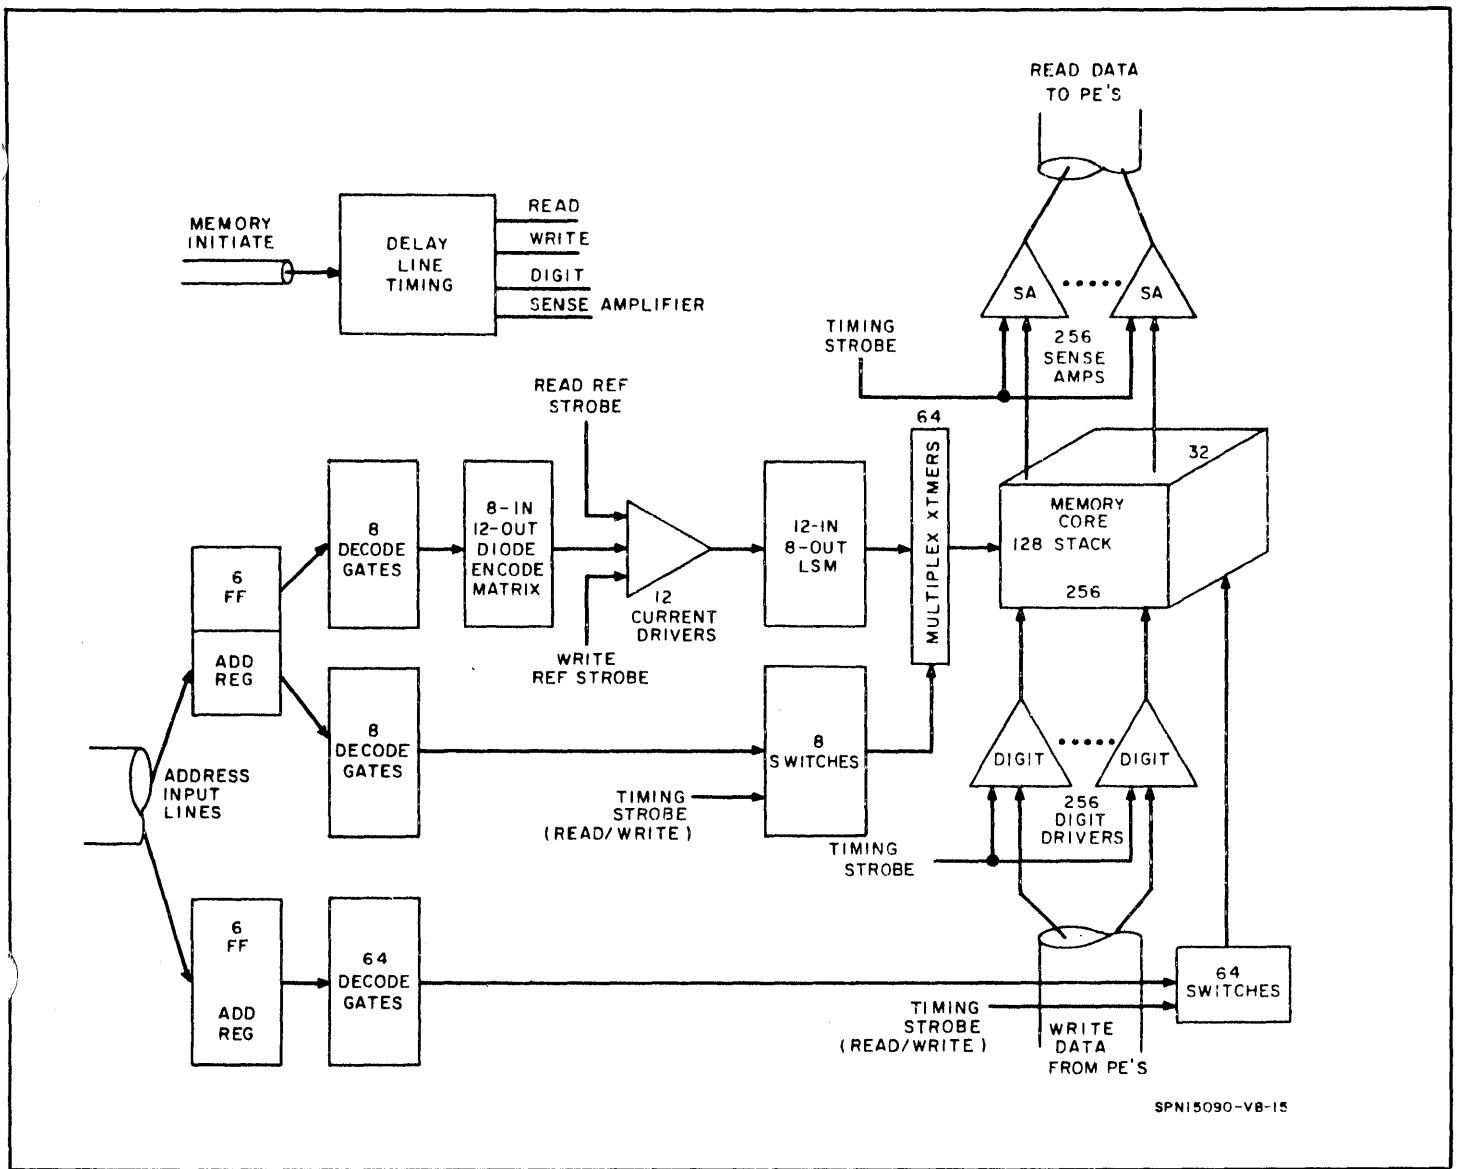 READ DATA
TO PE'S
MEMORY
INITIATE
DELAY
LINE
TIMING
READ
WRITE
DIGIT
SENSE AMPLIFIER
SA
SA
TIMING
STROBE
256
SENSE
AMPS
READ REF
STROBE
64
MULTIPLEX XTMERS
32
MEMORY
CORE
128 STACK
256
6
FF
ADD
REG
8
DECODE
GATES
8-IN
12-OUT
DIODE
ENCODE
MATRIX
12
CURRENT
DRIVERS
WRITE
REF STROBE
12-IN
8-OUT
LSM
8
DECODE
GATES
8
SWITCHES
TIMING
STROBE
(READ/WRITE)
DIGIT
DIGIT
256
DIGIT
DRIVERS
TIMING
STROBE
ADDRESS
INPUT
LINES
6
FF
ADD
REG
64
DECODE
GATES
64
SWITCHES
TIMING
STROBE
(READ/WRITE)
WRITE
DATA
FROM PE'S
SPN15090-VB-15